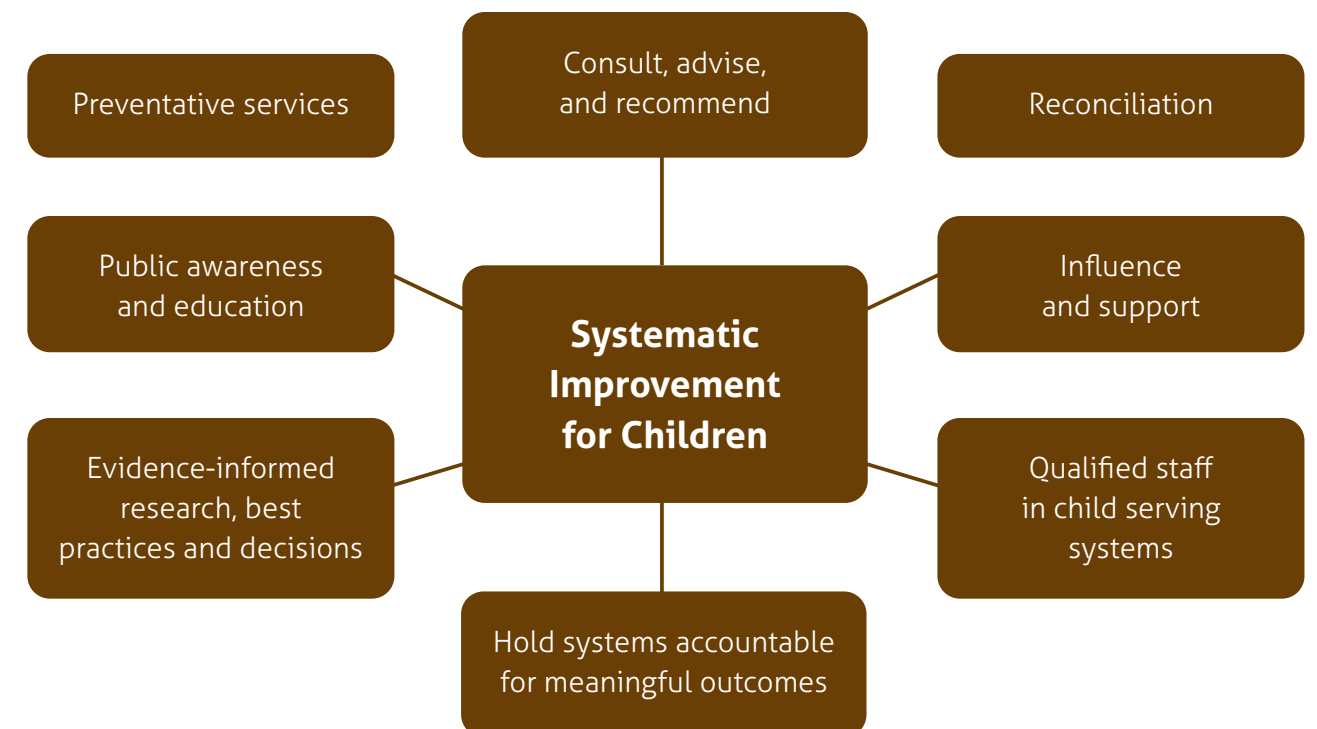 Preventative services
Consult, advise,
and recommend
Reconciliation
Public awareness
and education
Systematic
Improvement
for Children
Influence
and support
Evidence-informed
research, best
practices and decisions
Qualified staff
in child serving
systems
Hold systems accountable
for meaningful outcomes